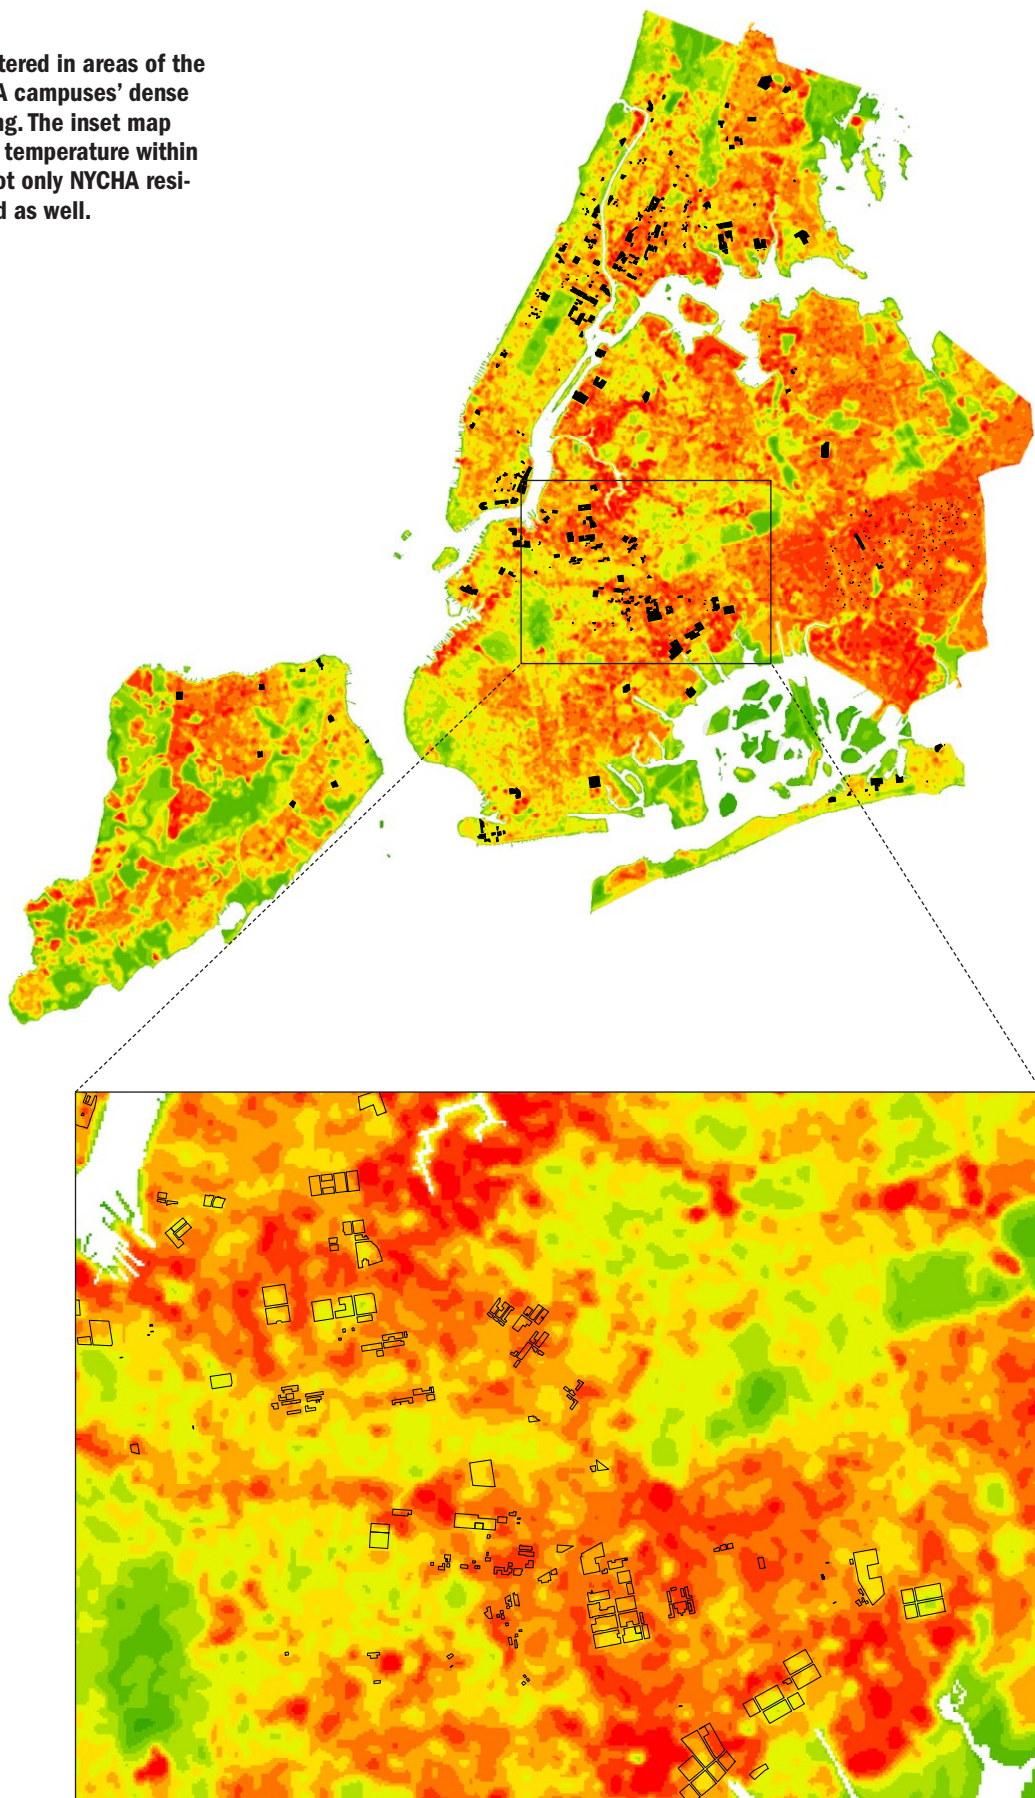 tered in areas of the
A campuses’ dense
ng. The inset map
temperature within
ot only NYCHA resi-
d as well.